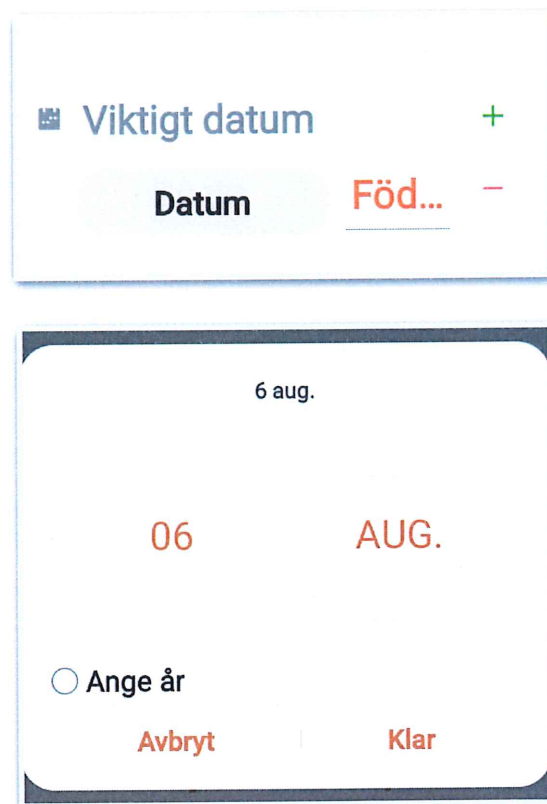 Viktigt datum +
Datum Föd... −
6 aug.
06 AUG.
Ange år
Avbryt Klar